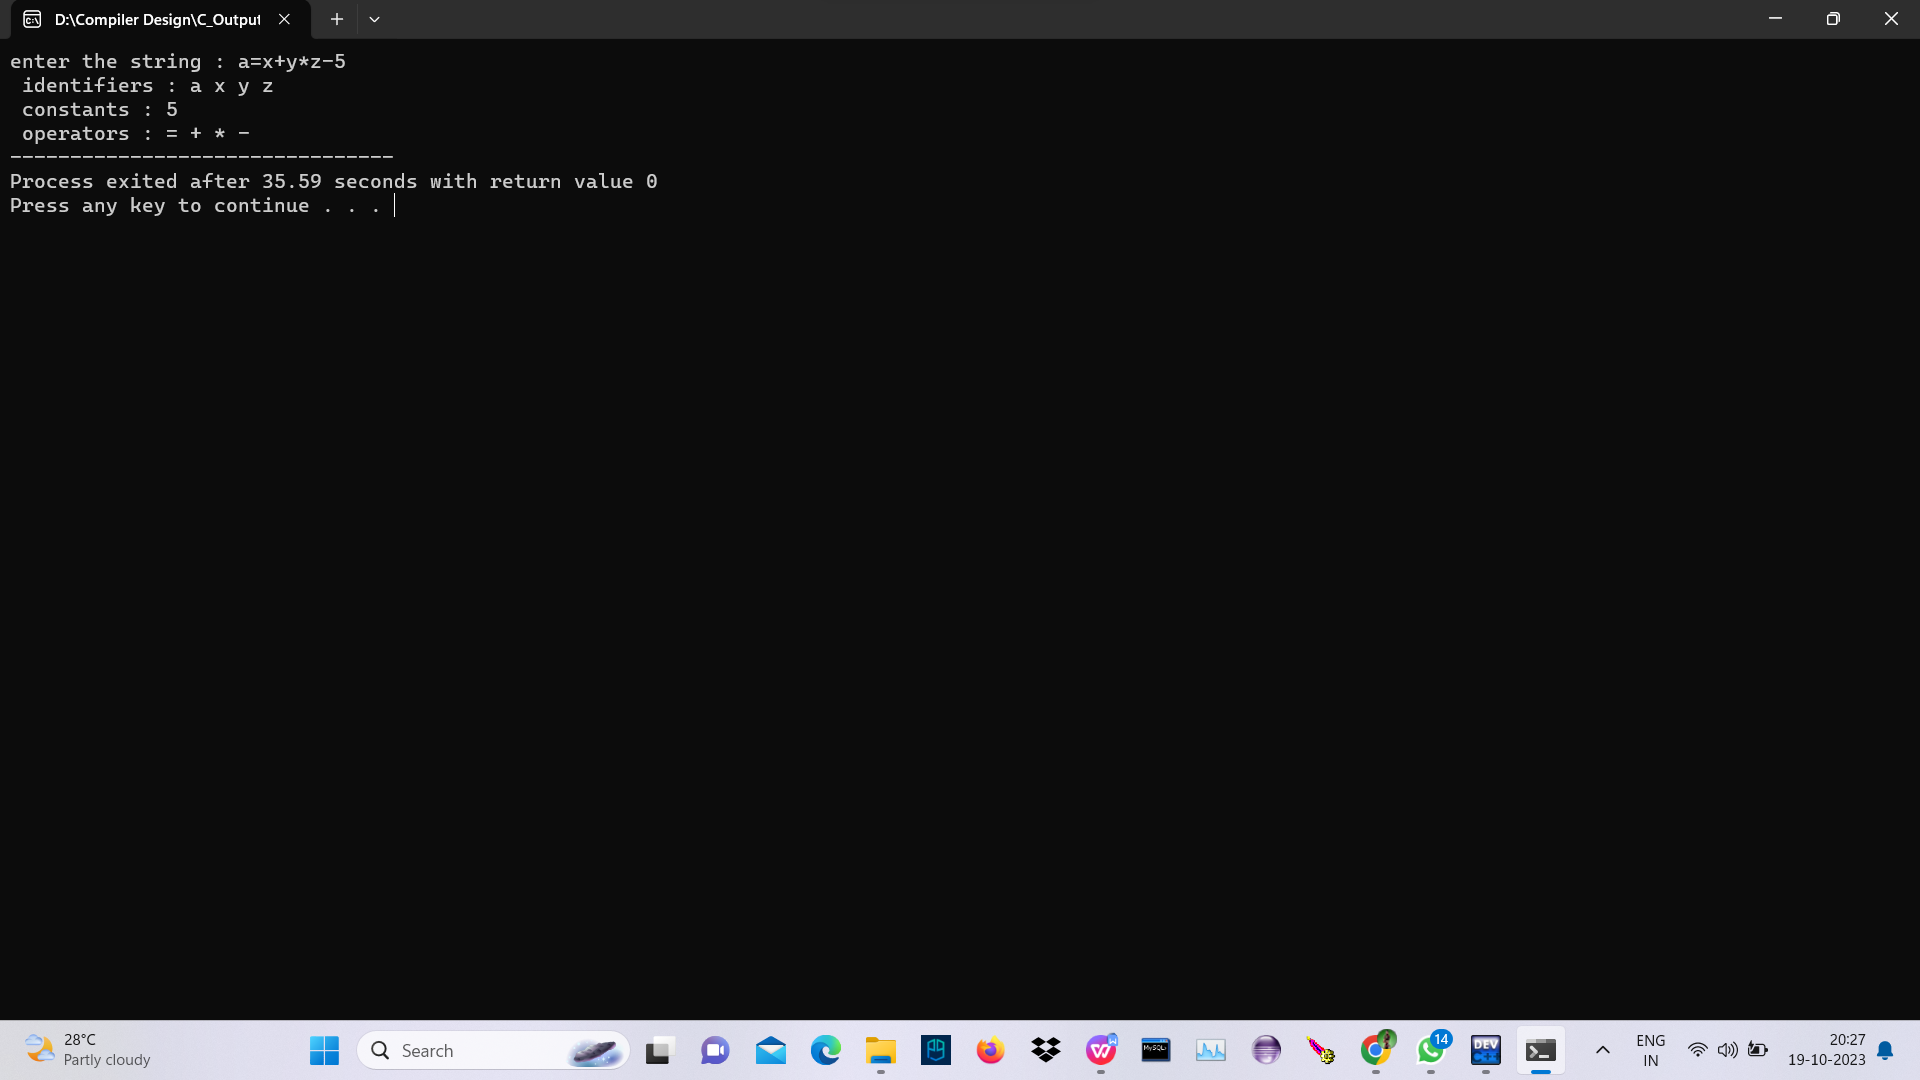 D:\Compiler Design\C_Output
enter the string : a=x+y*z-5
identifiers : a x y z
constants : 5
operators : = + * -
--------------------------------
Process exited after 35.59 seconds with return value 0
Press any key to continue . . .
28°C
Partly cloudy
Search
MySQL
14
DEV
C++
ENG
IN
20:27
19-10-2023